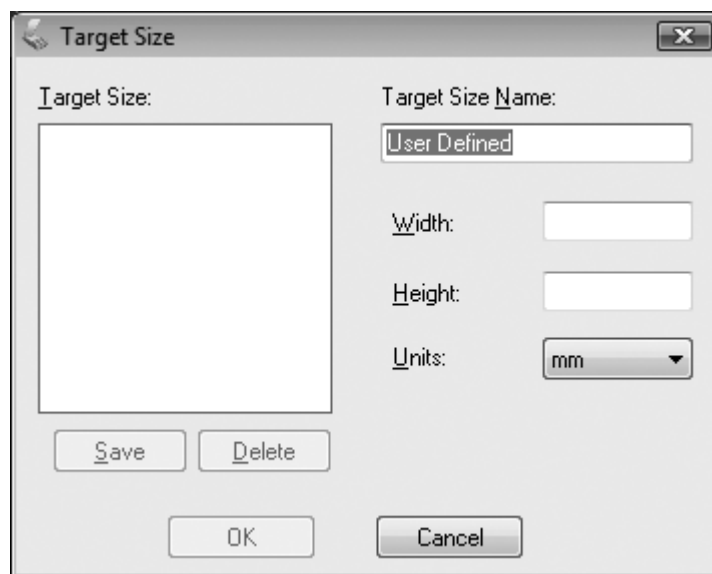 Target Size
Target Size:
Target Size Name:
User Defined
Width:
Height:
Units:
mm
Save
Delete
OK
Cancel